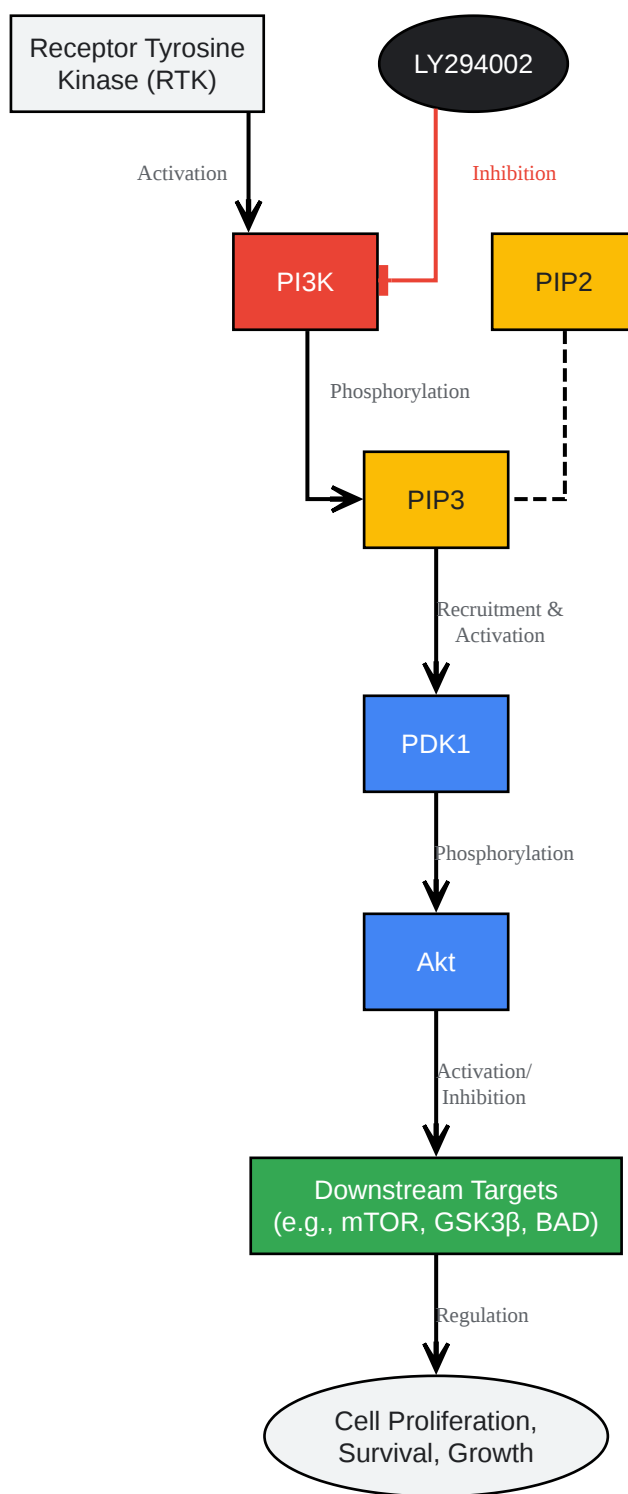 Receptor Tyrosine
Kinase (RTK)
LY294002
Activation
Inhibition
PI3K
PIP2
Phosphorylation
PIP3
Recruitment &
Activation
PDK1
Phosphorylation
Akt
Activation/
Inhibition
Downstream Targets
(e.g., mTOR, GSK3β, BAD)
Regulation
Cell Proliferation,
Survival, Growth